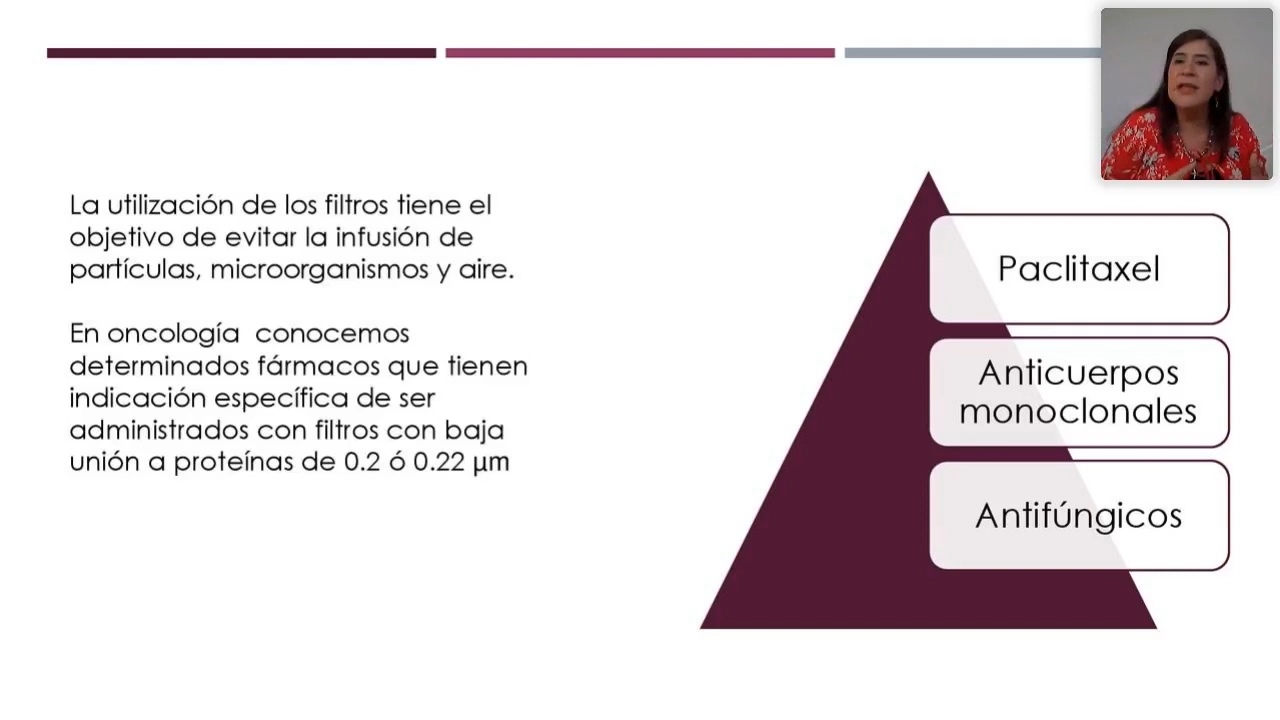 La utilización de los filtros tiene el
objetivo de evitar la infusión de
partículas, microorganismos y aire.
En oncología  conocemos
determinados fármacos que tienen
indicación específica de ser
administrados con filtros con baja
unión a proteínas de 0.2 ó 0.22 µm
Paclitaxel
Anticuerpos
monoclonales
Antifúngicos